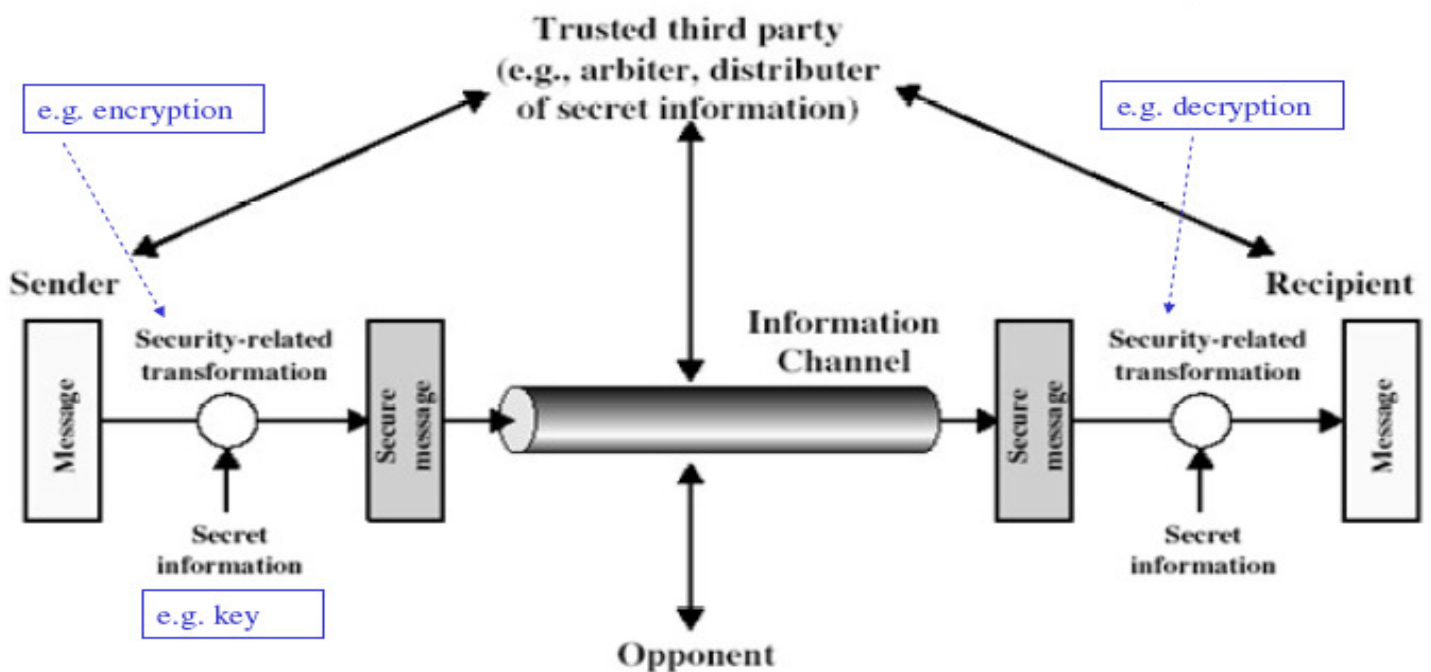 Trusted third party
(e.g., arbiter, distributer
of secret information)
e.g. encryption
e.g. decryption
Sender
Recipient
Security-related
transformation
Information
Channel
Security-related
transformation
Message
Secure
message
Secure
message
Message
Secret
information
Secret
information
e.g. key
Opponent